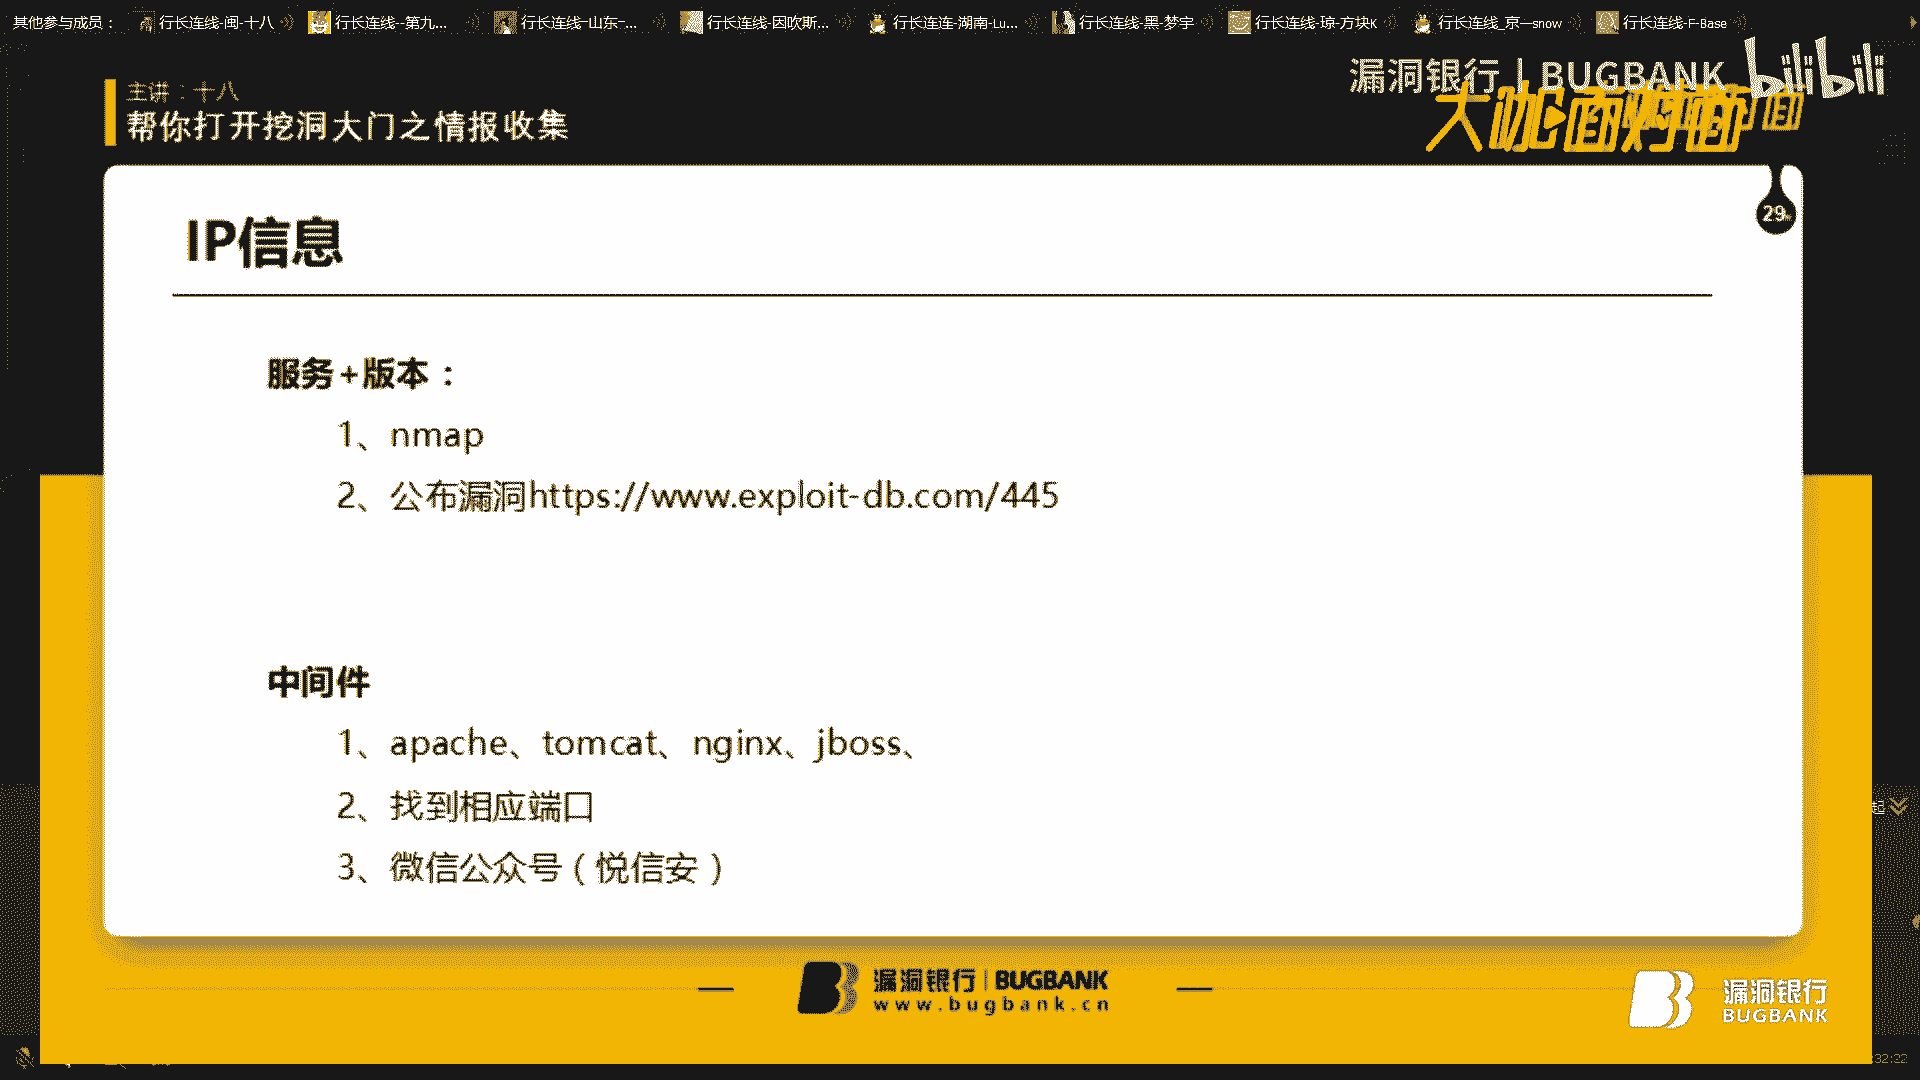 其他参与成员：
行长连线-闽-十八
行长连线--第九...
行长连线-山东-...
行长连线-因吹斯...
行长连连-湖南-Lu...
行长连线-黑-梦宇
行长连线-琼-方块K
行长连线_京—snow
行长连线-F-Base
主讲：十八
帮你打开挖洞大门之情报收集
漏洞银行 | BUGBANK
bilibili
大咖面对面
29
IP信息
服务+版本：
1、nmap
2、公布漏洞https://www.exploit-db.com/445
中间件
1、apache、tomcat、nginx、jboss、
2、找到相应端口
3、微信公众号（悦信安）
起
漏洞银行 | BUGBANK
www.bugbank.cn
漏洞银行
BUGBANK
:32:22